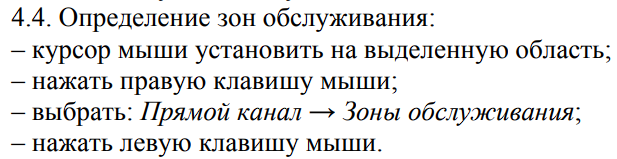 4.4. Определение зон обслуживания:
– курсор мыши установить на выделенную область;
– нажать правую клавишу мыши;
– выбрать: Прямой канал → Зоны обслуживания;
– нажать левую клавишу мыши.